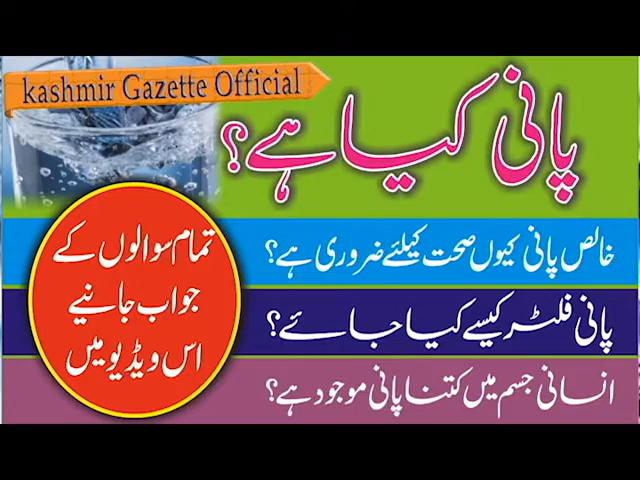 kashmir Gazette Official
پانی کیا ہے؟
خالص پانی کیوں صحت کیلئے ضروری ہے؟
پانی فلٹر کیسے کیا جائے؟
انسانی جسم میں کتنا پانی موجود ہے؟
تمام سوالوں کے
جواب جانیے
اس ویڈیو میں